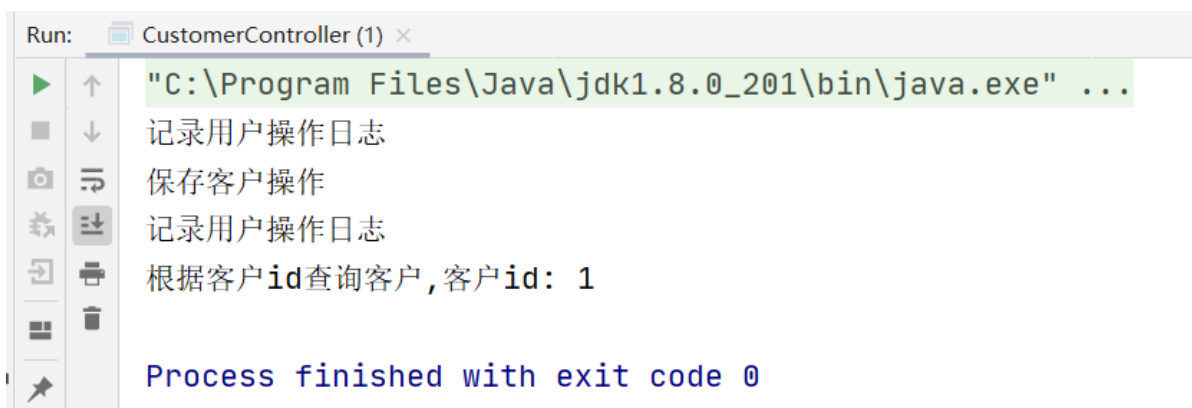 Run: CustomerController (1)
"C:\Program Files\Java\jdk1.8.0_201\bin\java.exe" ...
记录用户操作日志
保存客户操作
记录用户操作日志
根据客户id查询客户,客户id: 1
Process finished with exit code 0